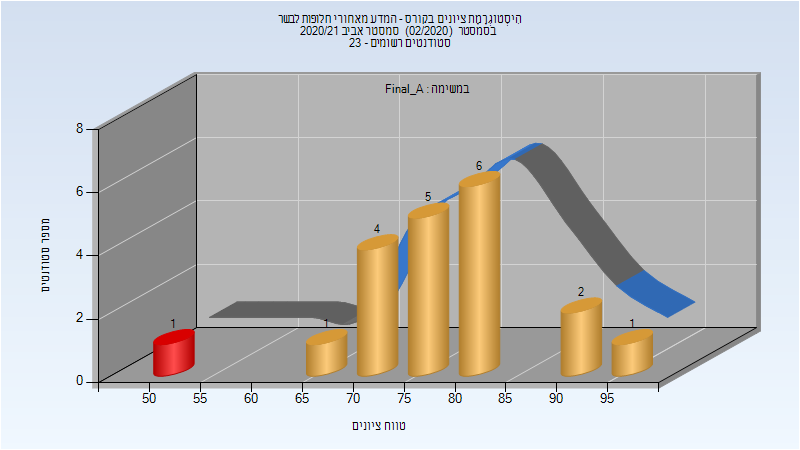 הִיסְטוֹגְרָמַת ציונים בקורס - המדע מאחורי חלופות לבשר
בסמסטר (02/2020) סמסטר אביב 2020/21
סטודנטים רשומים - 23
במשימה : Final_A
מספר סטודנטים
8
6
4
2
0
1
1
4
5
6
2
1
50 55 60 65 70 75 80 85 90 95
טווח ציונים